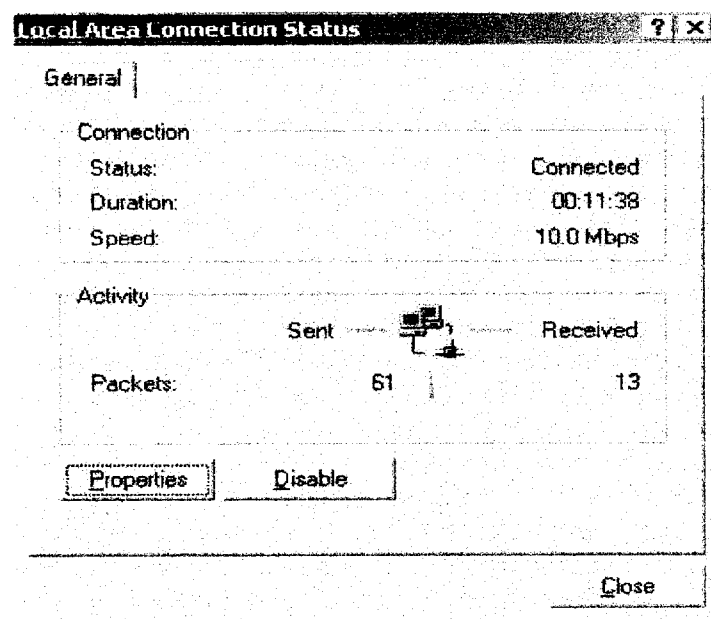 Local Area Connection Status ? ×
General
Connection
Status: Connected
Duration: 00:11:38
Speed: 10.0 Mbps
Activity
Sent Received
Packets: 61 13
Properties Disable
Close